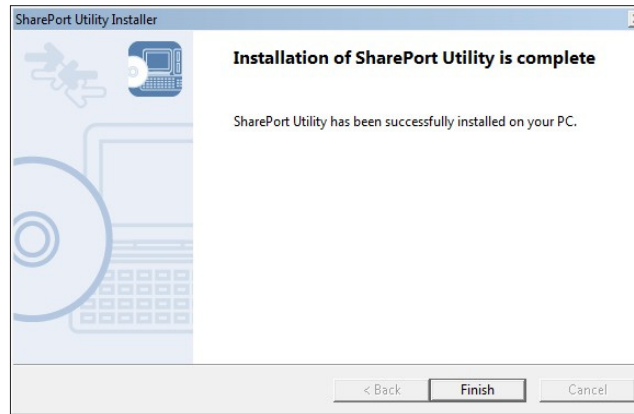 SharePort Utility Installer
Installation of SharePort Utility is complete
SharePort Utility has been successfully installed on your PC.
< Back Finish Cancel